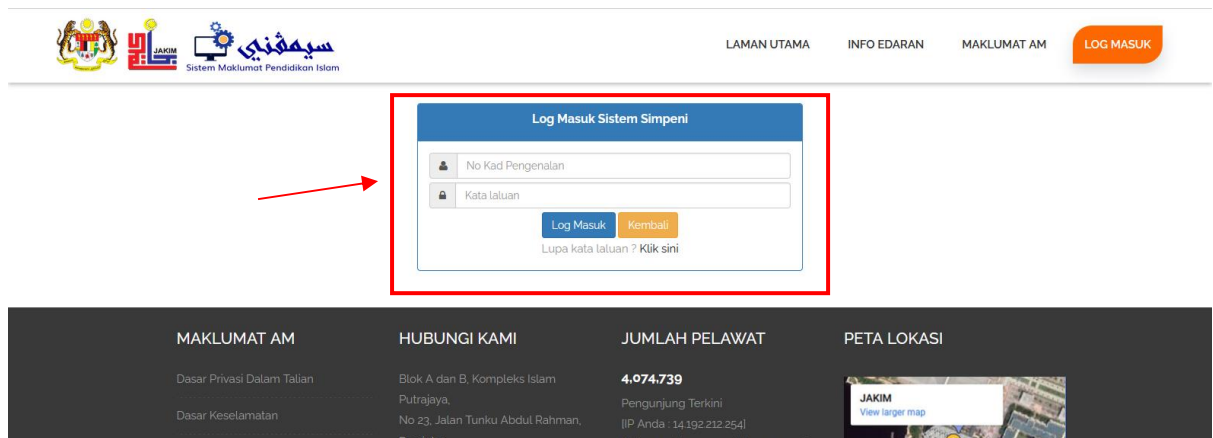 JAKIM
سيمڤني
Sistem Maklumat Pendidikan Islam
LAMAN UTAMA
INFO EDARAN
MAKLUMAT AM
LOG MASUK
Log Masuk Sistem Simpeni
No Kad Pengenalan
Kata laluan
Log Masuk
Kembali
Lupa kata laluan ? Klik sini
MAKLUMAT AM
Dasar Privasi Dalam Talian
Dasar Keselamatan
HUBUNGI KAMI
Blok A dan B, Kompleks Islam
Putrajaya,
No 23, Jalan Tunku Abdul Rahman,
JUMLAH PELAWAT
4,074,739
Pengunjung Terkini
[IP Anda : 14.192.212.254]
PETA LOKASI
JAKIM
View larger map